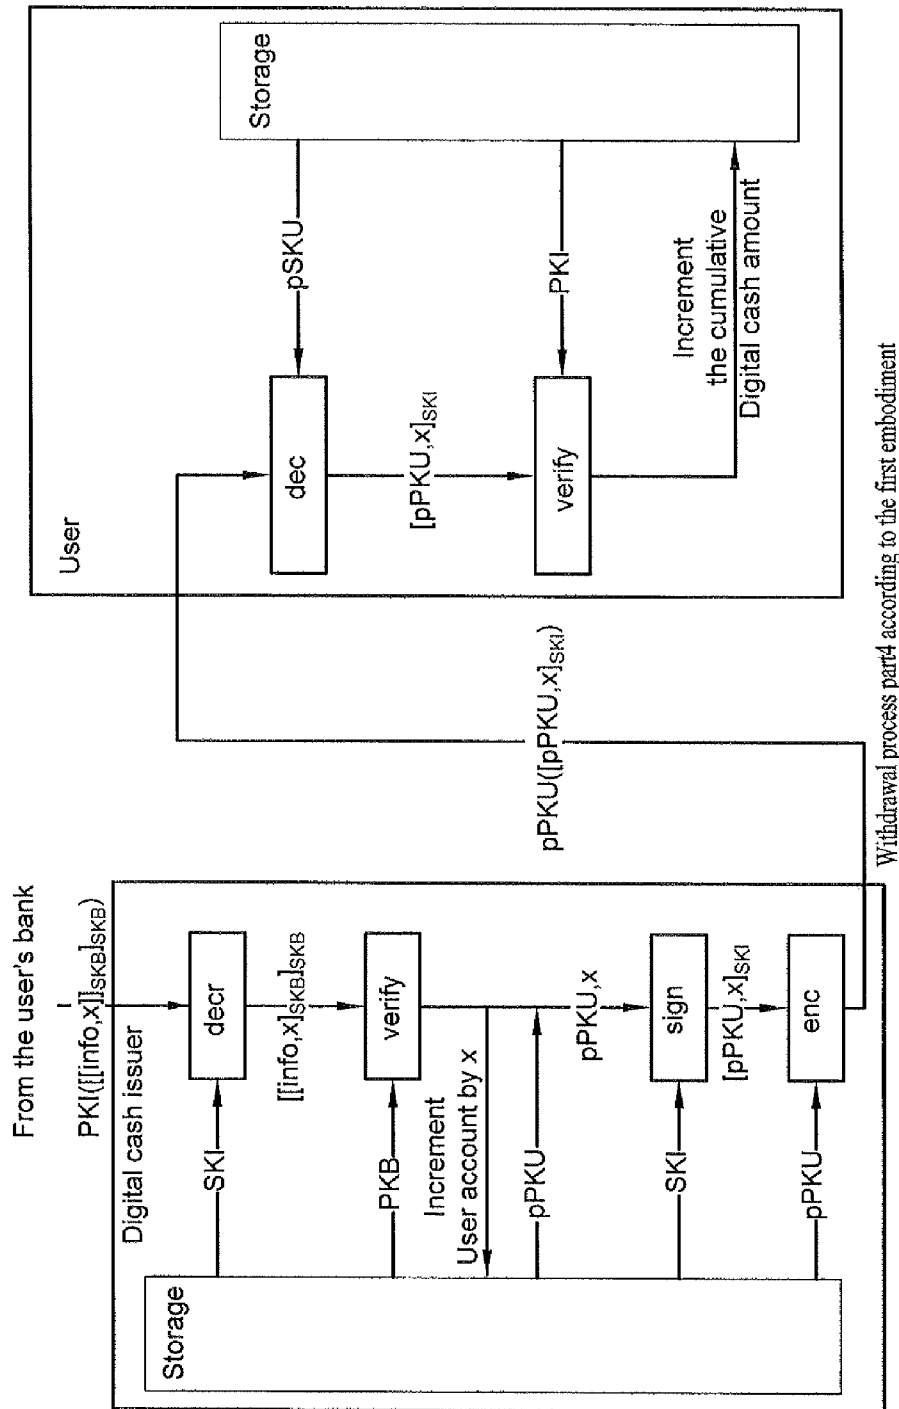 From the user's bank
PKI([[info,x]]SKB]SKB)
Digital cash issuer
Storage
SKI
decr
[[info,x]SKB]SKB
PKB
verify
Increment
User account by x
pPKU
pPKU,x
SKI
sign
[pPKU,x]SKI
pPKU
enc
pPKU([pPKU,x]SKI)
User
Storage
pSKU
dec
[pPKU,x]SKI
PKI
verify
Increment
the cumulative
Digital cash amount
Withdrawal process part4 according to the first embodiment